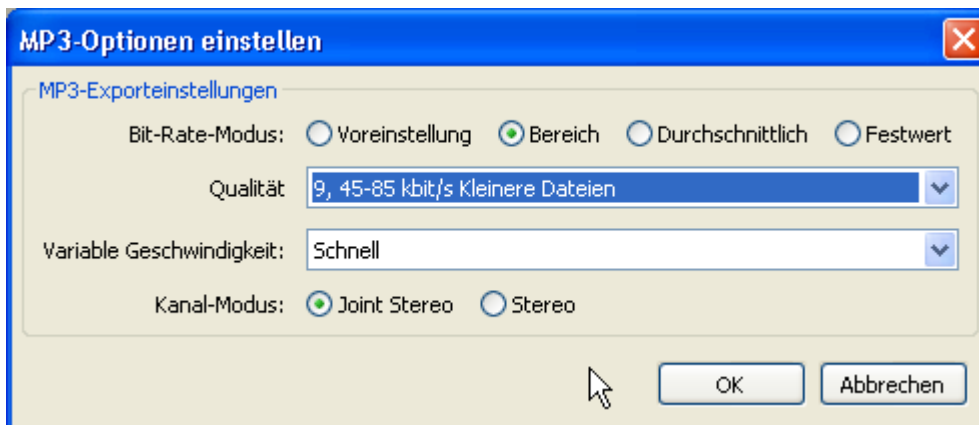 MP3-Optionen einstellen
MP3-Exporteinstellungen
Bit-Rate-Modus: Voreinstellung Bereich Durchschnittlich Festwert
Qualität 9, 45-85 kbit/s Kleinere Dateien
Variable Geschwindigkeit: Schnell
Kanal-Modus: Joint Stereo Stereo
OK Abbrechen